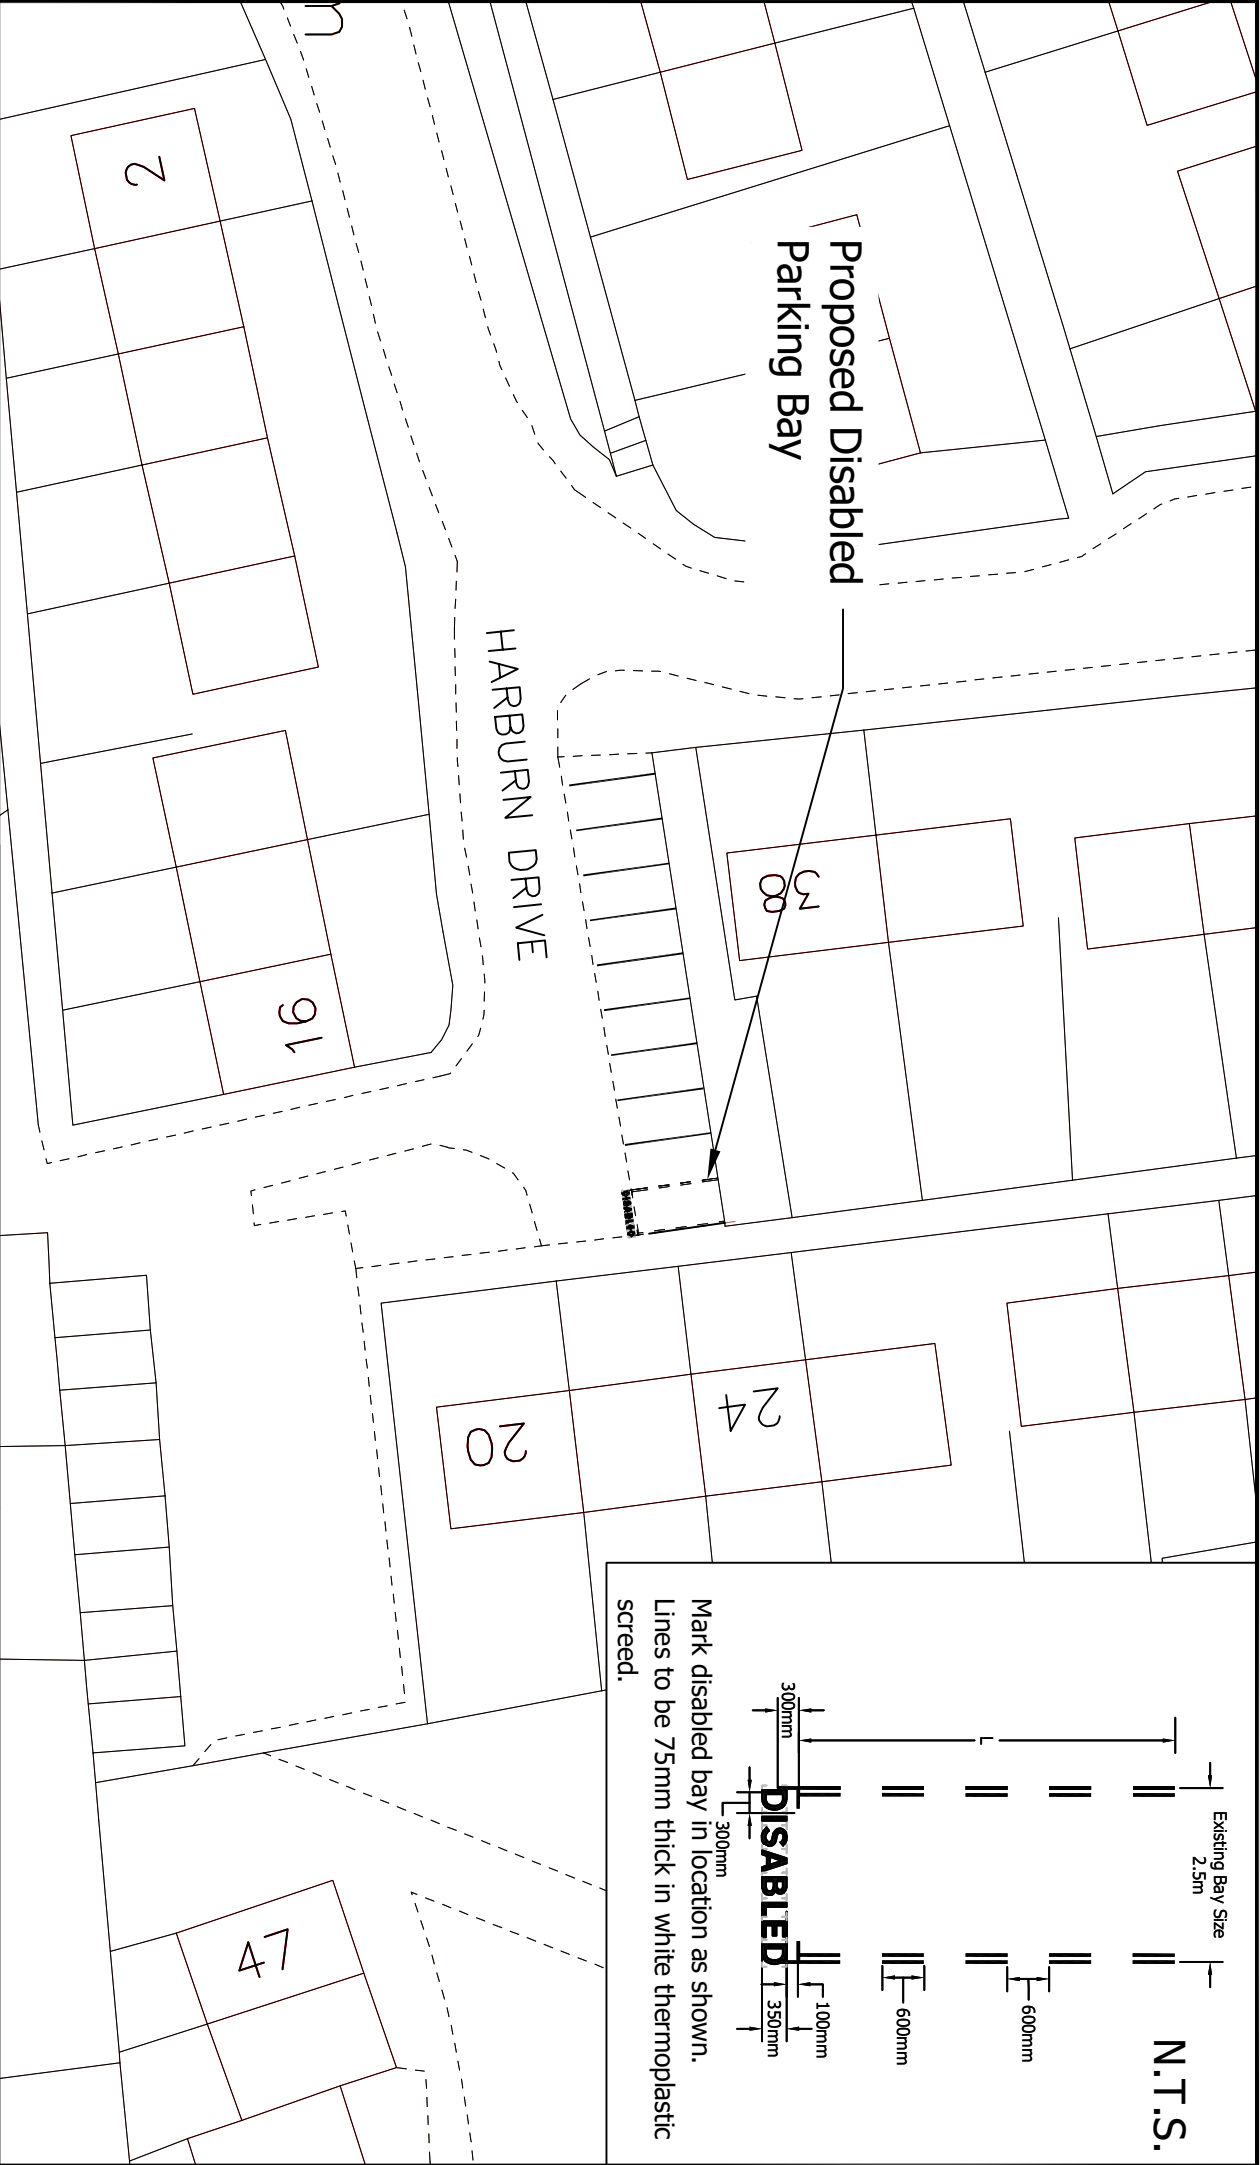 Proposed Disabled
Parking Bay
HARBURN DRIVE
2
16
38
20
24
47
DISABLED
N.T.S.
Existing Bay Size
2.5m
L
600mm
600mm
100mm
350mm
300mm
300mm
DISABLED
Mark disabled bay in location as shown.
Lines to be 75mm thick in white thermoplastic
screed.